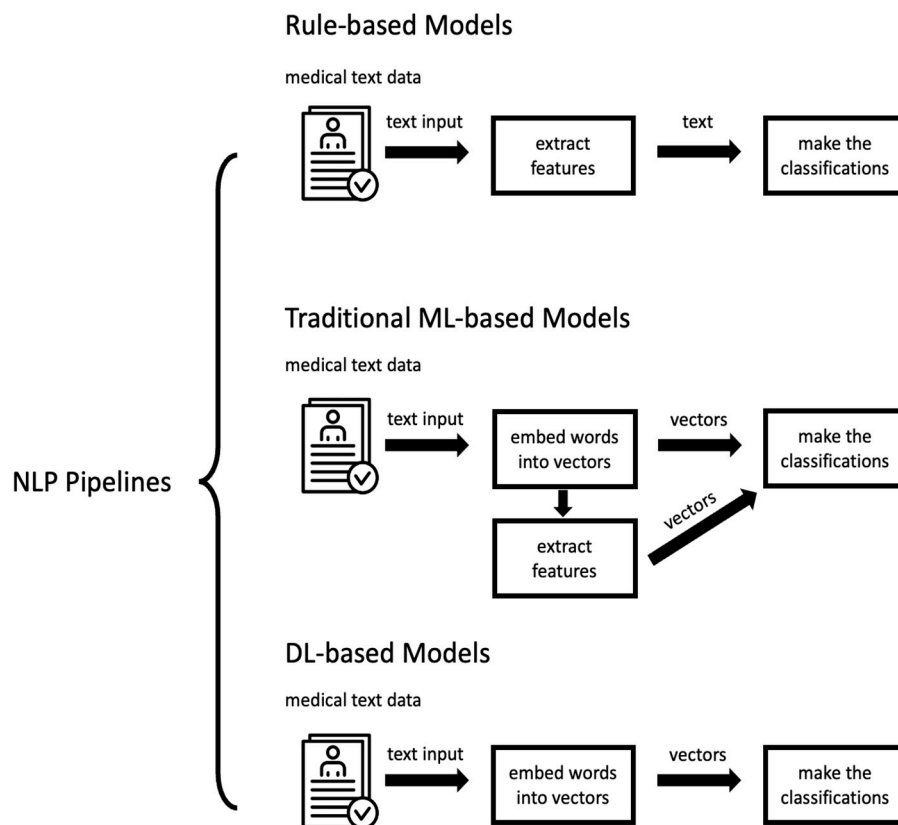 Rule-based Models
medical text data
text input
extract
features
text
make the
classifications
NLP Pipelines
Traditional ML-based Models
medical text data
text input
embed words
into vectors
vectors
make the
classifications
extract
features
vectors
DL-based Models
medical text data
text input
embed words
into vectors
vectors
make the
classifications